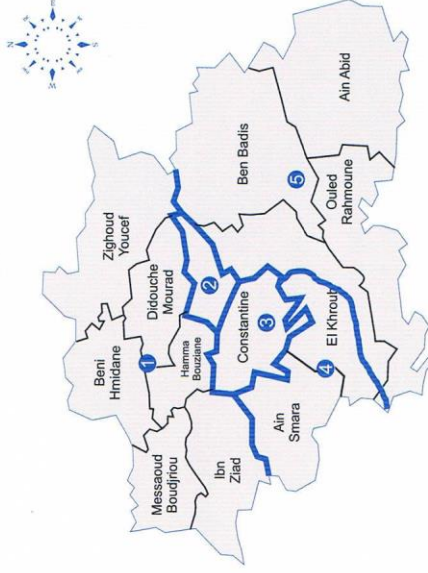 N
W
E
S
Beni
Hmidane
Zighoud
Youcef
1
Didouche
Mourad
Messaoud
Boudjriou
Hamma
Bouziane
2
Ibn
Ziad
Constantine
Ben Badis
3
Ain
Smara
5
4
El Khroub
Ouled
Rahmoune
Ain Abid